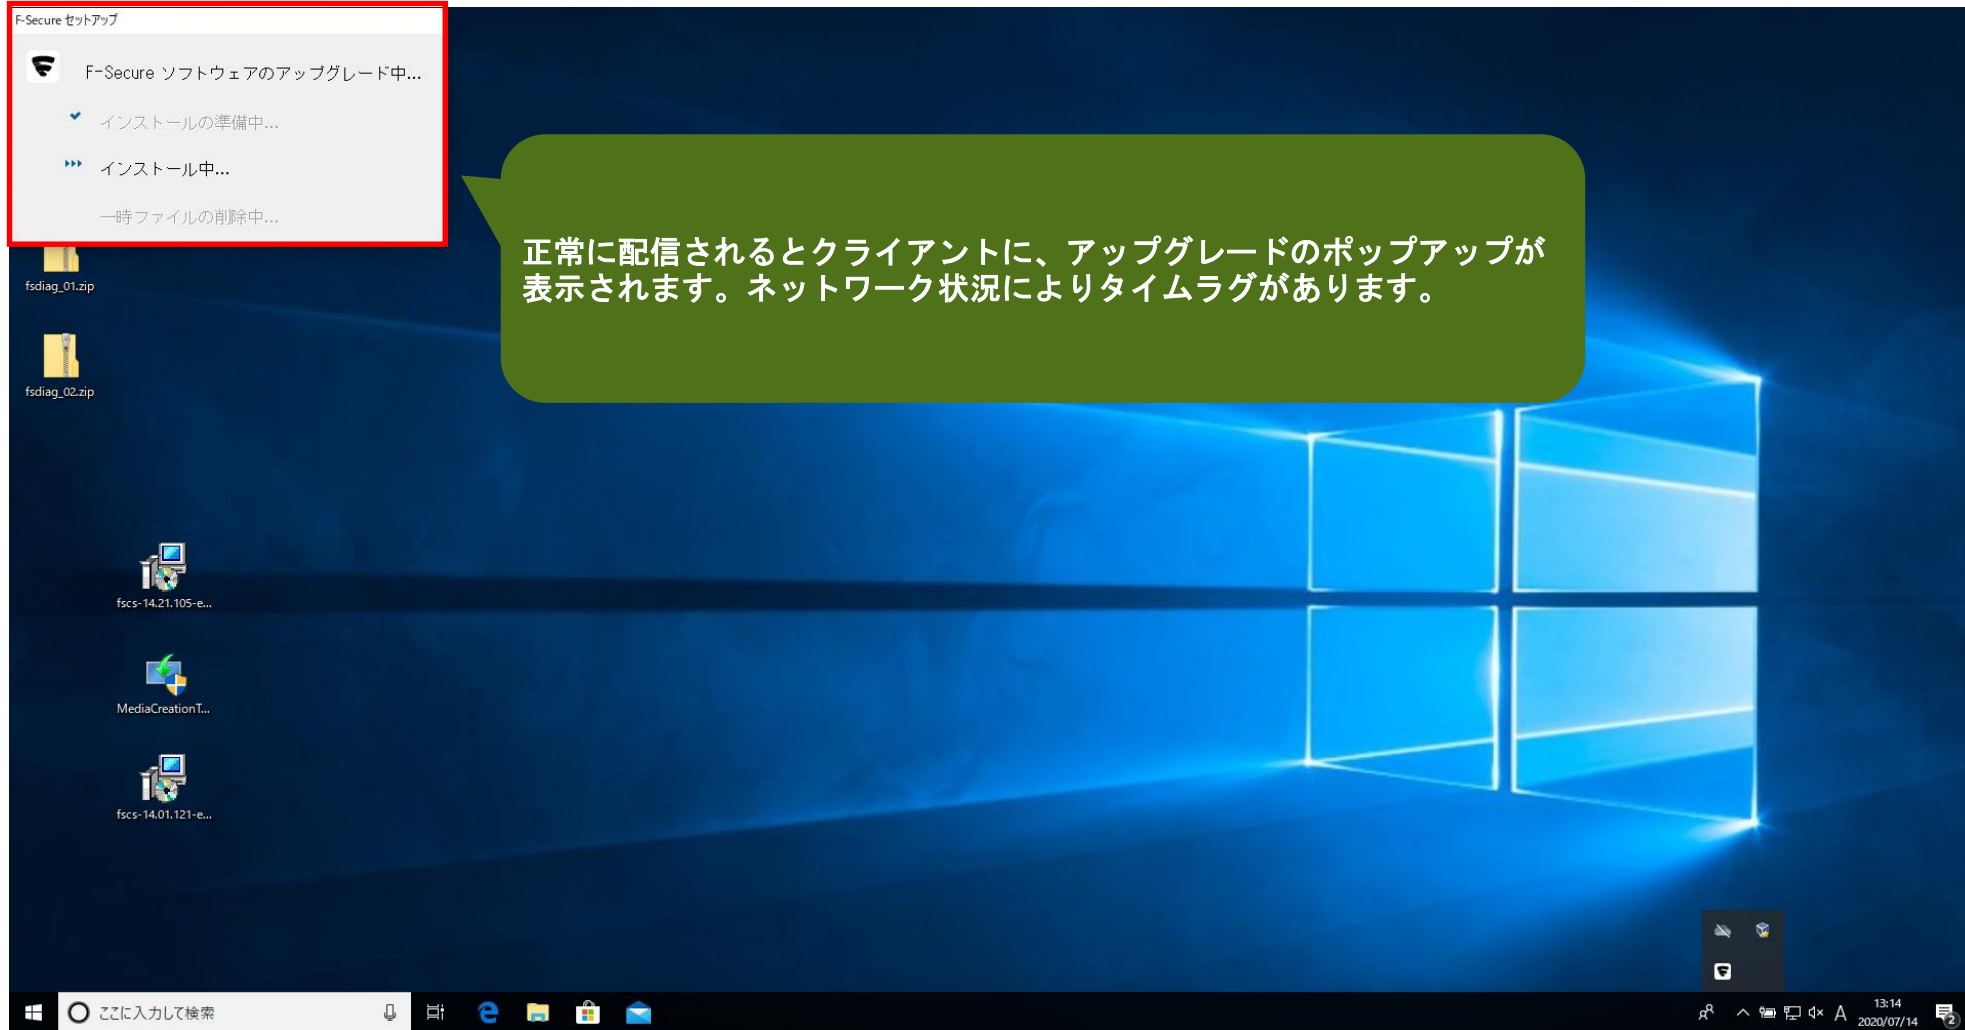 F-Secure セットアップ
F-Secure ソフトウェアのアップグレード中...
インストールの準備中...
インストール中...
一時ファイルの削除中...
正常に配信されるとクライアントに、アップグレードのポップアップが
表示されます。ネットワーク状況によりタイムラグがあります。
fsdiag_01.zip
fsdiag_02.zip
fscs-14.21.105-e...
MediaCreationT...
fscs-14.01.121-e...
ここに入力して検索
A
13:14
2020/07/14
2